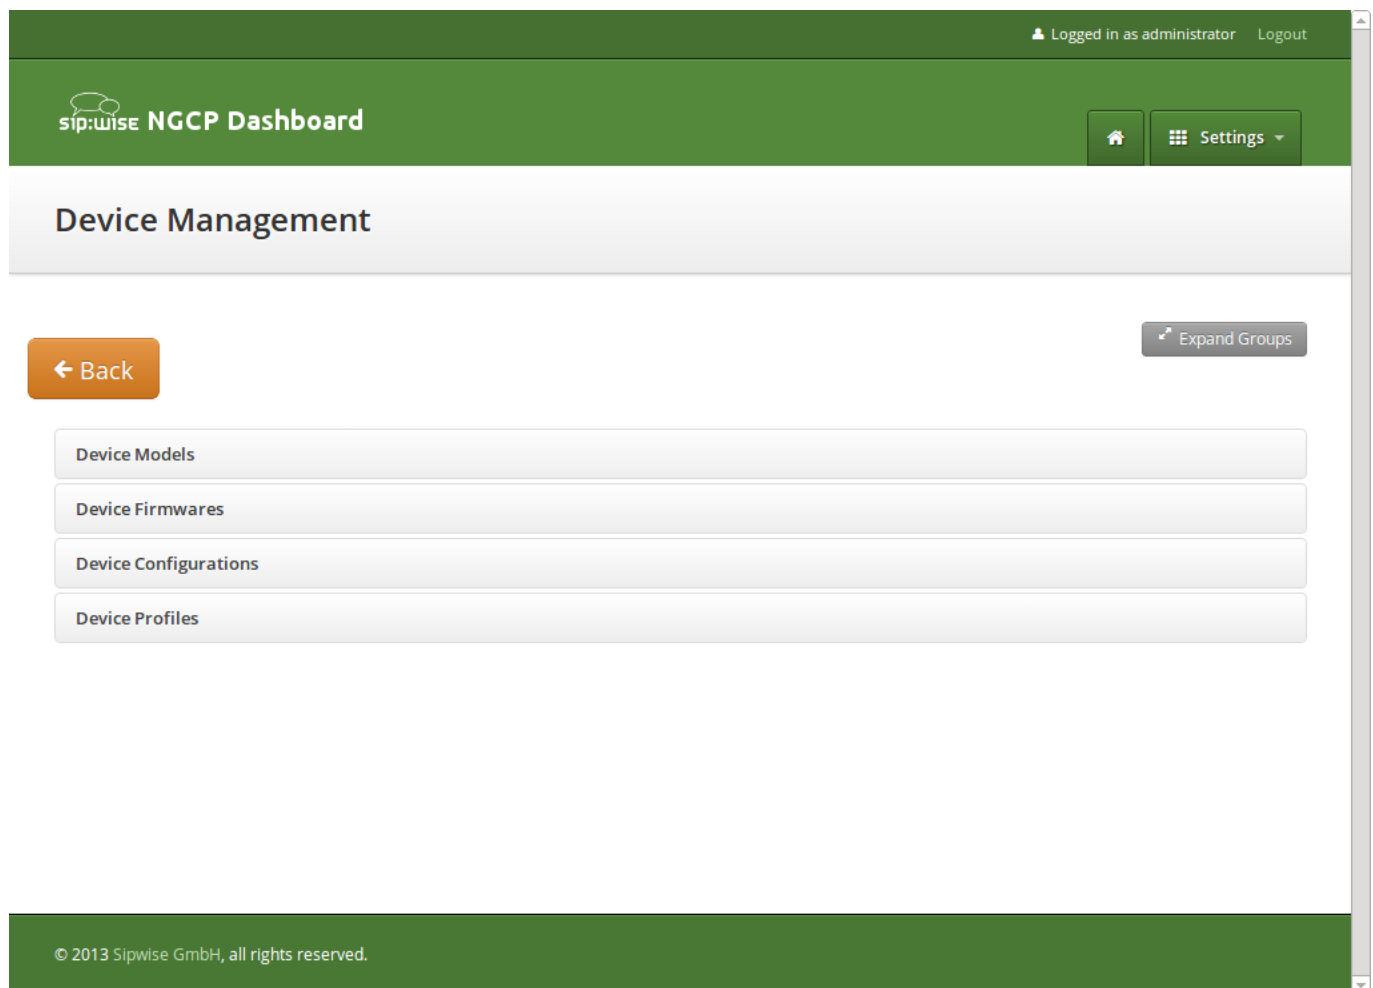 Logged in as administrator Logout
sip:wise NGCP Dashboard
Settings
Device Management
Expand Groups
Back
Device Models
Device Firmwares
Device Configurations
Device Profiles
© 2013 Sipwise GmbH, all rights reserved.